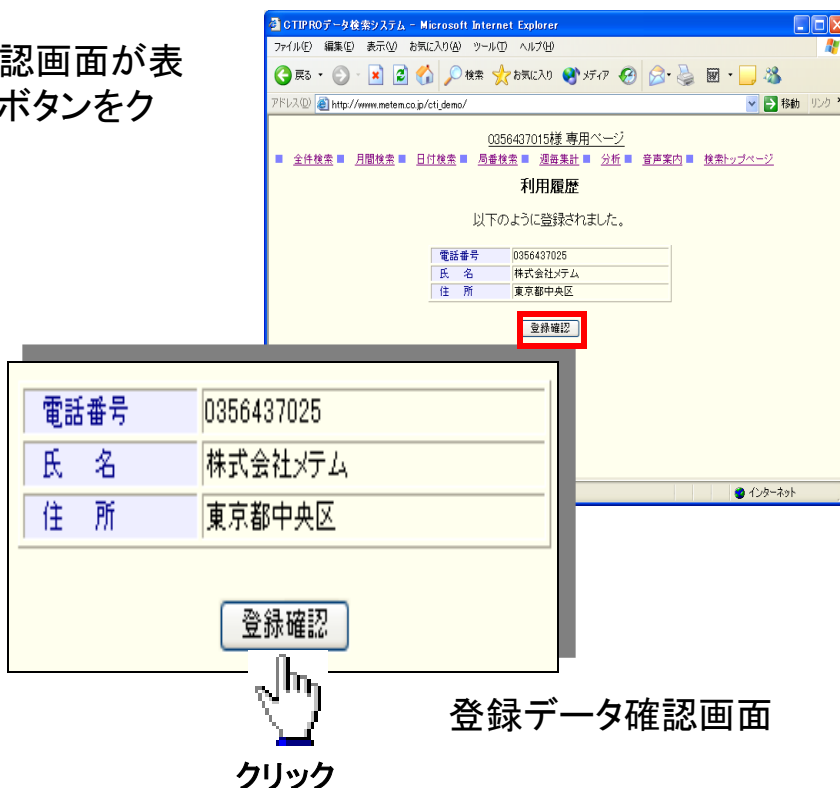 認画面が表
ボタンをク
CTIPROデータ検索システム - Microsoft Internet Explorer
ファイル(F) 編集(E) 表示(V) お気に入り(A) ツール(T) ヘルプ(H)
戻る 検索 お気に入り メディア
アドレス(D) http://www.metem.co.jp/cti_demo/ 移動 リンク
0356437015様 専用ページ
■ 全件検索 ■ 月間検索 ■ 日付検索 ■ 局番検索 ■ 週毎集計 ■ 分析 ■ 音声案内 ■ 検索トップページ
利用履歴
以下のように登録されました。
電話番号 0356437025
氏 名 株式会社メテム
住 所 東京都中央区
登録確認
インターネット
電話番号 0356437025
氏 名 株式会社メテム
住 所 東京都中央区
登録確認
クリック
登録データ確認画面